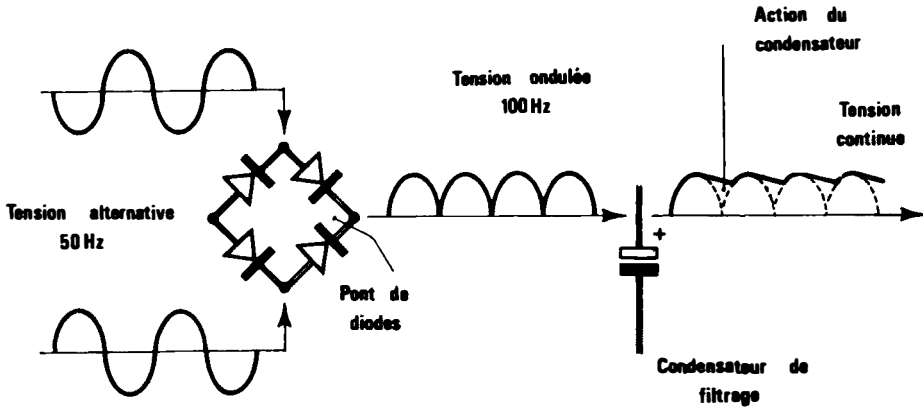 Action du
condensateur
Tension ondulée
100 Hz
Tension
continue
Tension alternative
50 Hz
+
Pont de
diodes
Condensateur de
filtrage